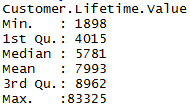 Customer.Lifetime.Value
Min.   : 1898
1st Qu.: 4015
Median : 5781
Mean   : 7993
3rd Qu.: 8962
Max.   :83325